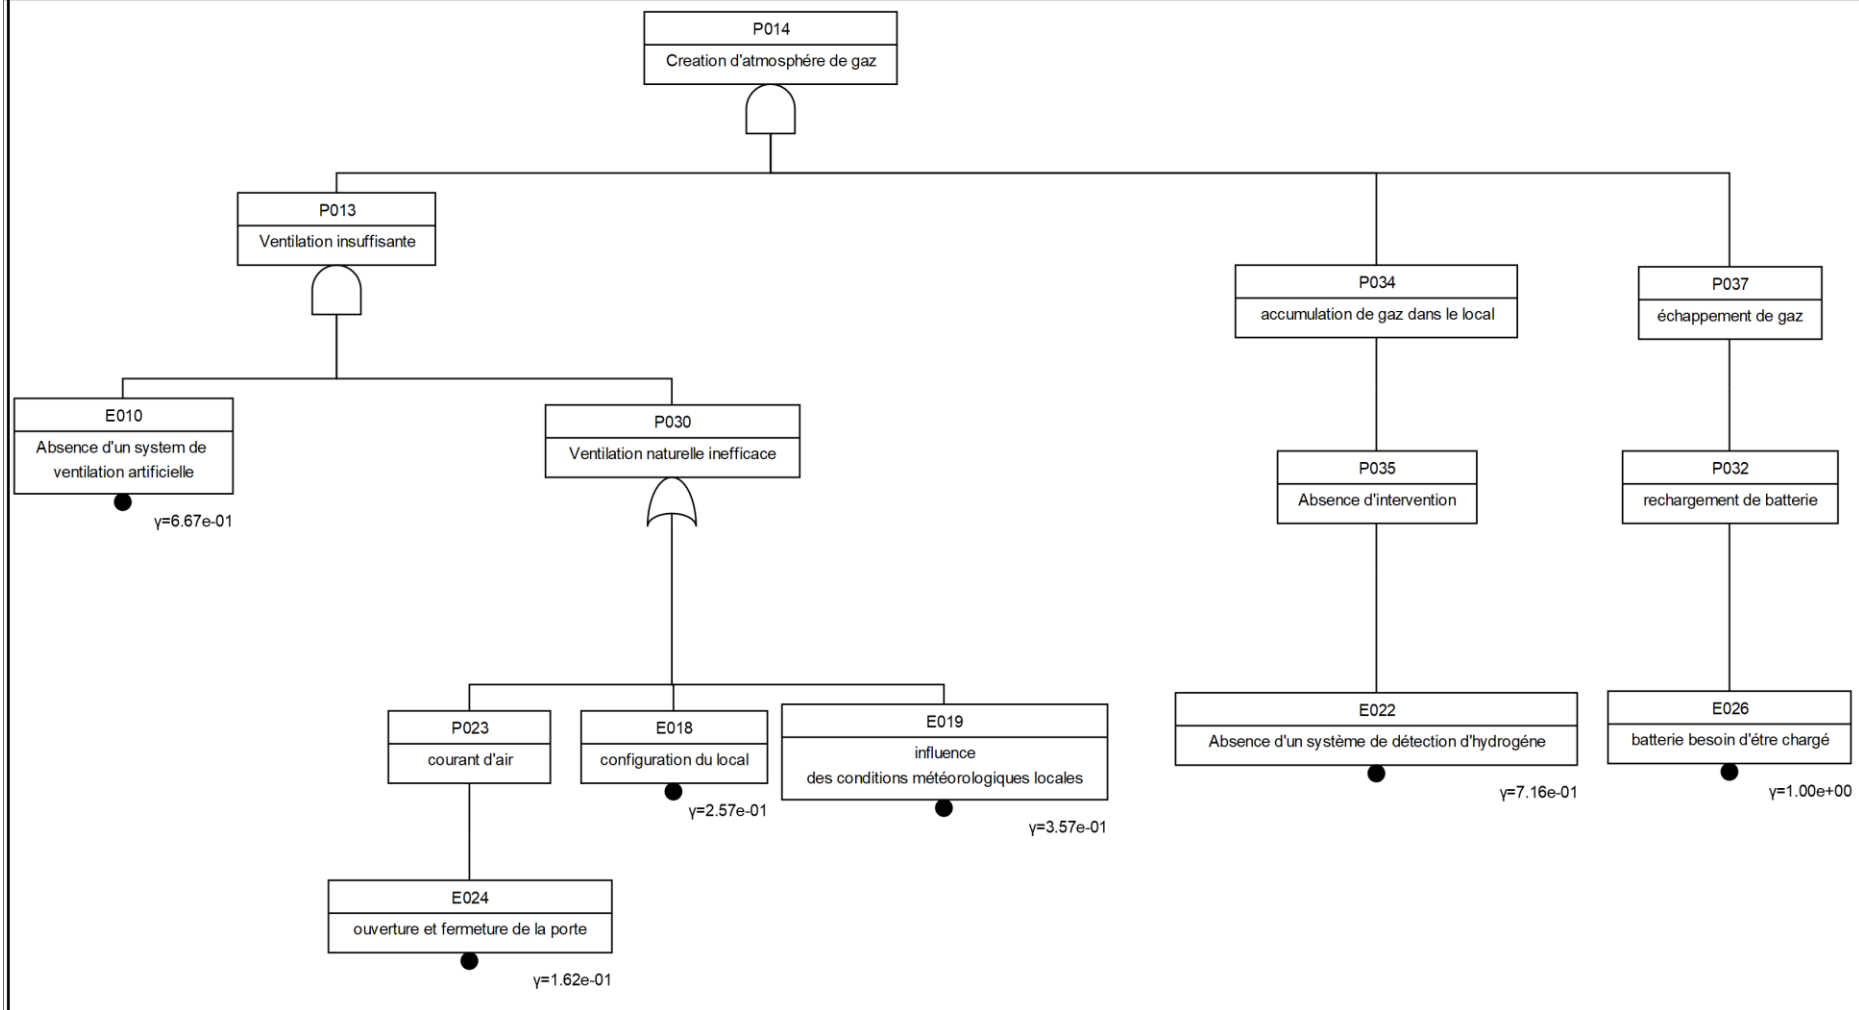 P014
Creation d'atmosphére de gaz
P013
Ventilation insuffisante
P034
accumulation de gaz dans le local
P037
échappement de gaz
E010
Absence d'un system de
ventilation artificielle
γ=6.67e-01
P030
Ventilation naturelle inefficace
P035
Absence d'intervention
P032
rechargement de batterie
P023
courant d'air
E018
configuration du local
γ=2.57e-01
E019
influence
des conditions météorologiques locales
γ=3.57e-01
E022
Absence d'un système de détection d'hydrogéne
γ=7.16e-01
E026
batterie besoin d'étre chargé
γ=1.00e+00
E024
ouverture et fermeture de la porte
γ=1.62e-01